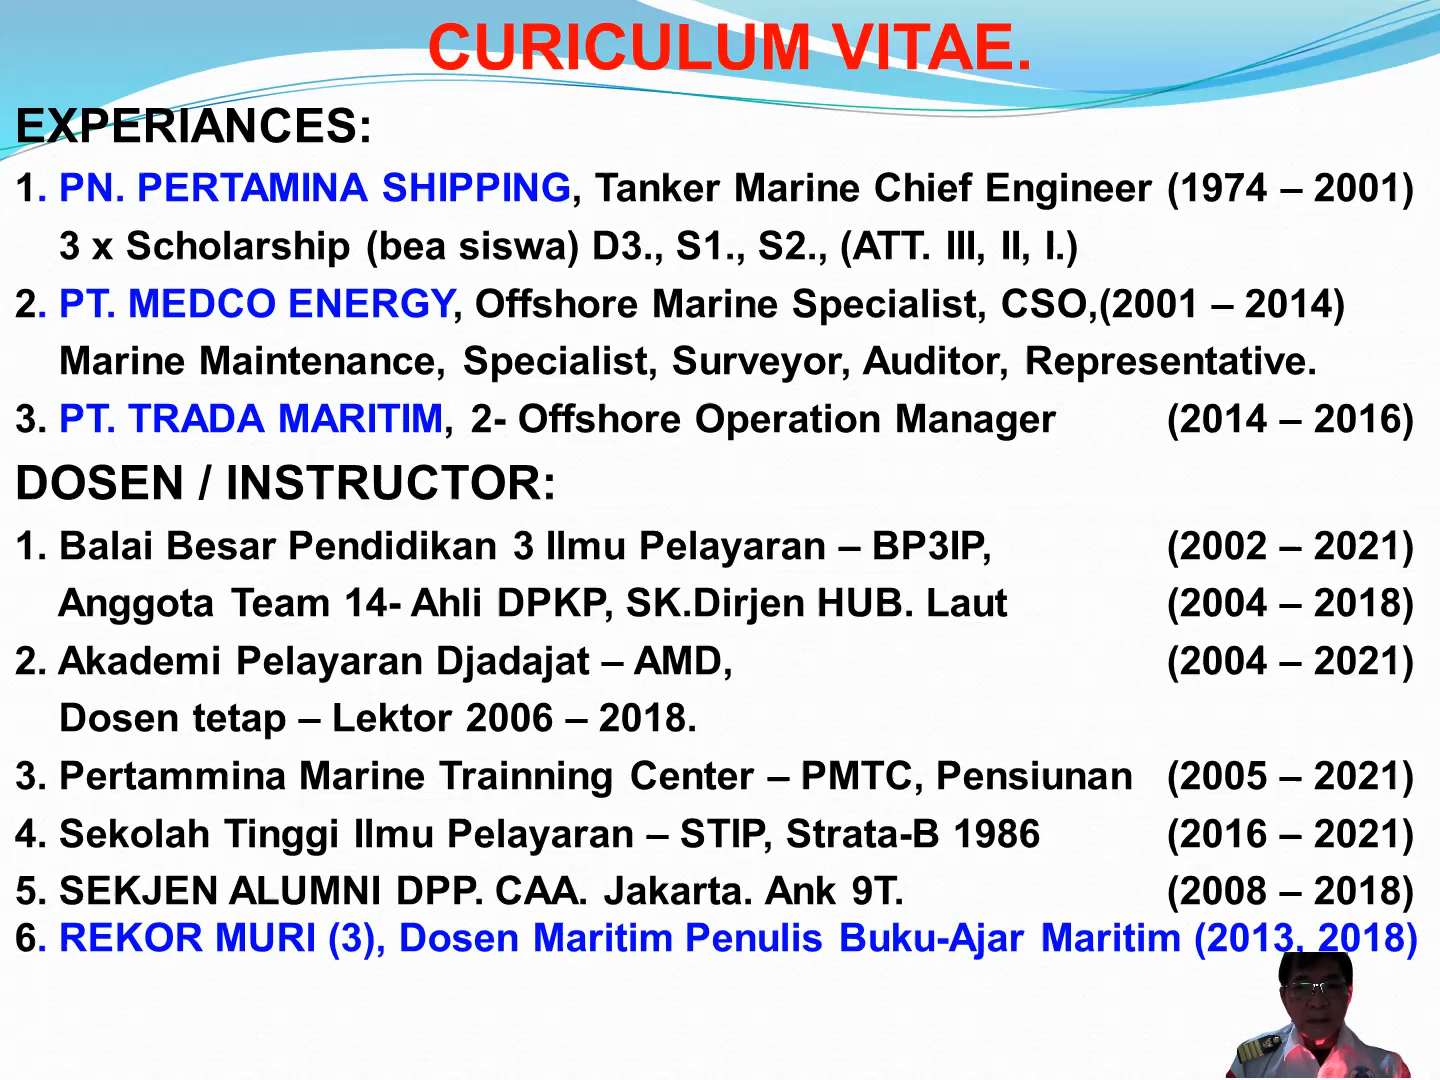 CURICULUM VITAE.
EXPERIANCES:
1. PN. PERTAMINA SHIPPING, Tanker Marine Chief Engineer (1974 – 2001)
3 x Scholarship (bea siswa) D3., S1., S2., (ATT. III, II, I.)
2. PT. MEDCO ENERGY, Offshore Marine Specialist, CSO,(2001 – 2014)
Marine Maintenance, Specialist, Surveyor, Auditor, Representative.
3. PT. TRADA MARITIM, 2- Offshore Operation Manager (2014 – 2016)
DOSEN / INSTRUCTOR:
1. Balai Besar Pendidikan 3 Ilmu Pelayaran – BP3IP, (2002 – 2021)
Anggota Team 14- Ahli DPKP, SK.Dirjen HUB. Laut (2004 – 2018)
2. Akademi Pelayaran Djadajat – AMD, (2004 – 2021)
Dosen tetap – Lektor 2006 – 2018.
3. Pertammina Marine Trainning Center – PMTC, Pensiunan (2005 – 2021)
4. Sekolah Tinggi Ilmu Pelayaran – STIP, Strata-B 1986 (2016 – 2021)
5. SEKJEN ALUMNI DPP. CAA. Jakarta. Ank 9T. (2008 – 2018)
6. REKOR MURI (3), Dosen Maritim Penulis Buku-Ajar Maritim (2013, 2018)